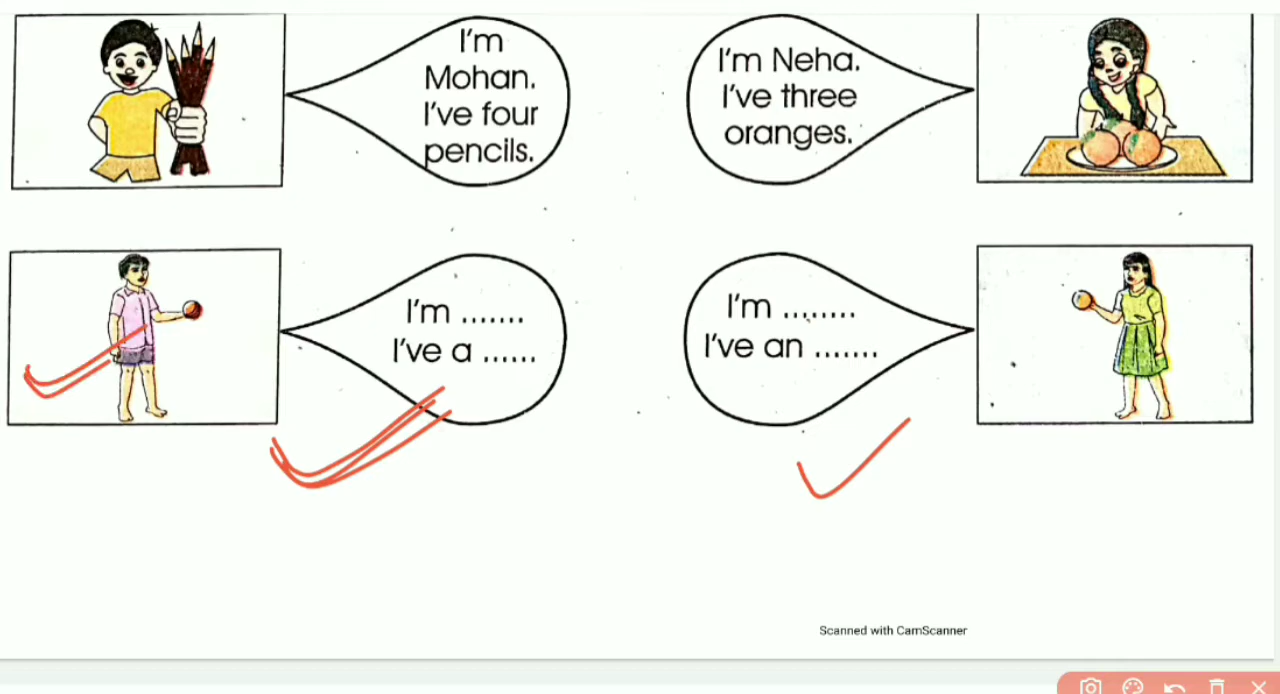 I'm
Mohan.
I've four
pencils.
I'm Neha.
I've three
oranges.
I'm .......
I've a ......
I'm ........
I've an .......
Scanned with CamScanner